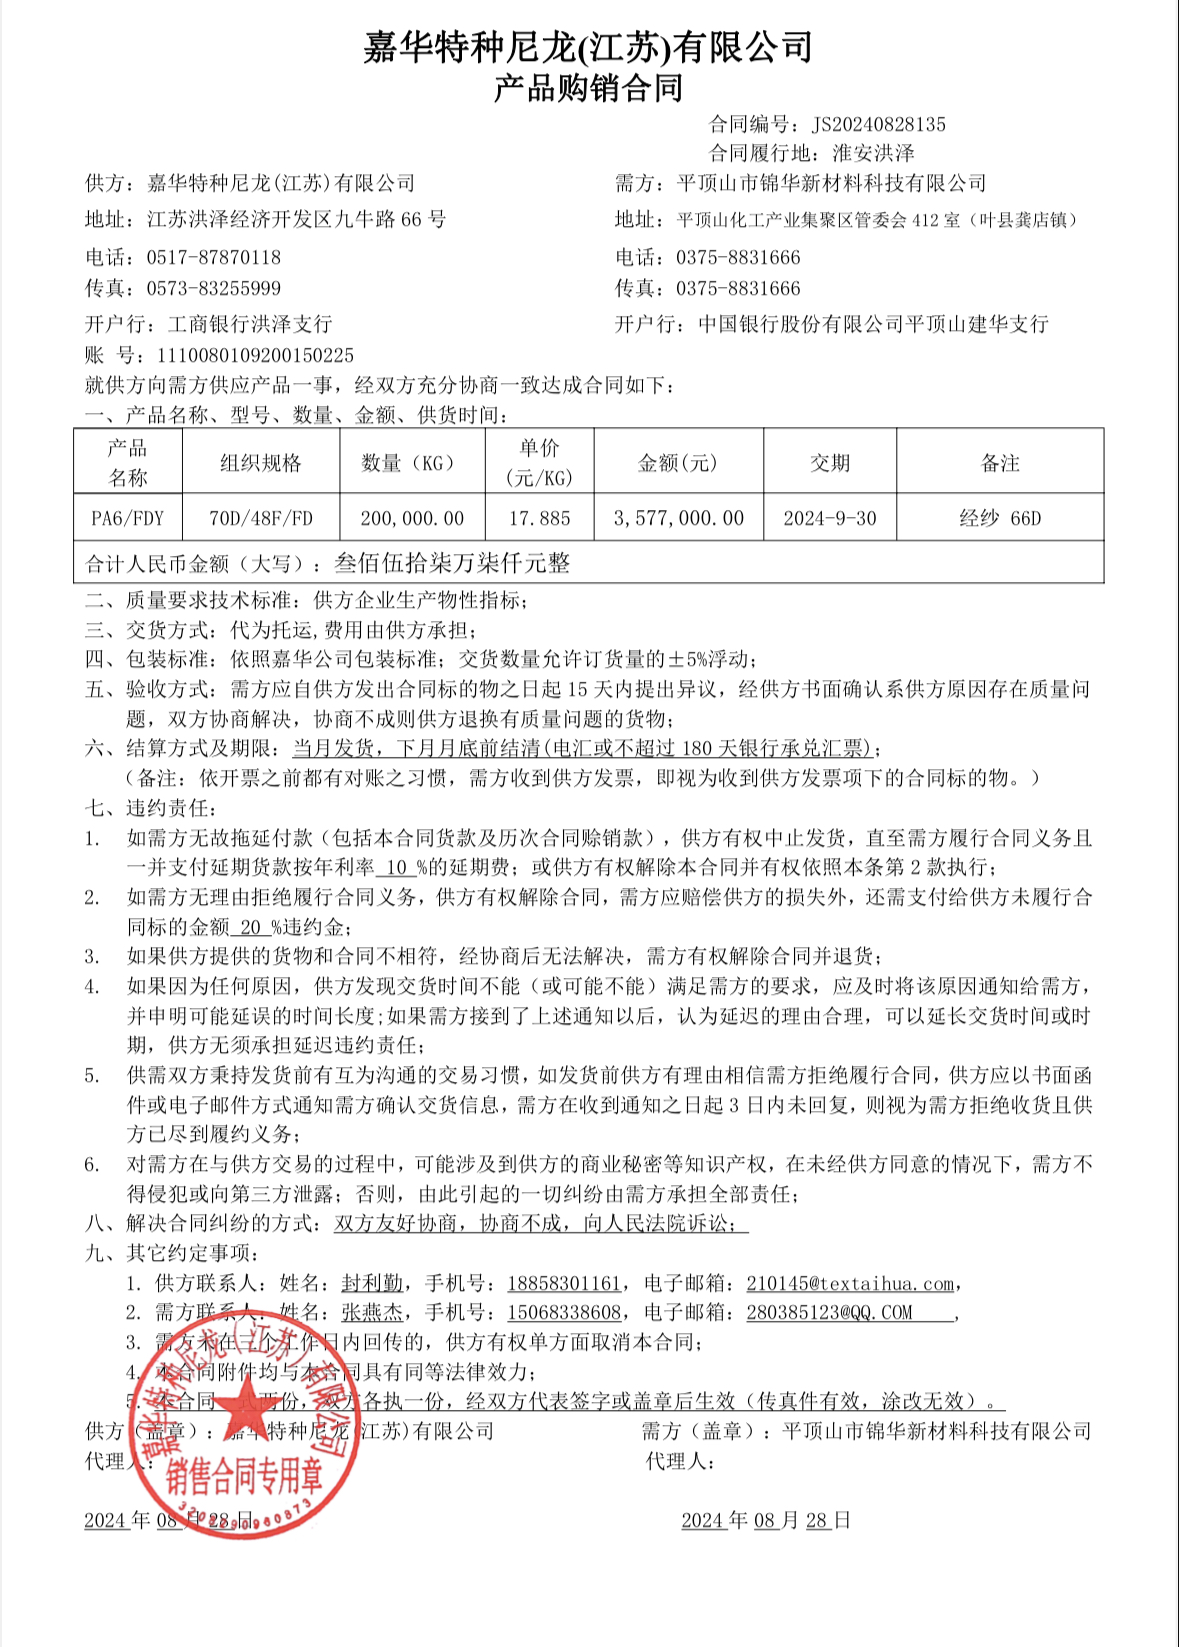 嘉华特种尼龙(江苏)有限公司
产品购销合同
合同编号：JS20240828135
合同履行地：淮安洪泽
供方：嘉华特种尼龙(江苏)有限公司 需方：平顶山市锦华新材料科技有限公司
地址：江苏洪泽经济开发区九牛路 66 号 地址：平顶山化工产业集聚区管委会 412 室（叶县龚店镇）
电话：0517-87870118 电话：0375-8831666
传真：0573-83255999 传真：0375-8831666
开户行：工商银行洪泽支行 开户行：中国银行股份有限公司平顶山建华支行
账 号：1110080109200150225
就供方向需方供应产品一事，经双方充分协商一致达成合同如下：
一、产品名称、型号、数量、金额、供货时间：
产品名称 组织规格 数量（KG） 单价(元/KG) 金额(元) 交期 备注
PA6/FDY 70D/48F/FD 200,000.00 17.885 3,577,000.00 2024-9-30 经纱 66D
合计人民币金额（大写）：叁佰伍拾柒万柒仟元整
二、质量要求技术标准：供方企业生产物性指标；
三、交货方式：代为托运,费用由供方承担；
四、包装标准：依照嘉华公司包装标准；交货数量允许订货量的±5%浮动；
五、验收方式：需方应自供方发出合同标的物之日起 15 天内提出异议，经供方书面确认系供方原因存在质量问
题，双方协商解决，协商不成则供方退换有质量问题的货物；
六、结算方式及期限：当月发货，下月月底前结清(电汇或不超过 180 天银行承兑汇票)；
（备注：依开票之前都有对账之习惯，需方收到供方发票，即视为收到供方发票项下的合同标的物。）
七、违约责任：
1. 如需方无故拖延付款（包括本合同货款及历次合同赊销款），供方有权中止发货，直至需方履行合同义务且
一并支付延期货款按年利率 10 %的延期费；或供方有权解除本合同并有权依照本条第 2 款执行；
2. 如需方无理由拒绝履行合同义务，供方有权解除合同，需方应赔偿供方的损失外，还需支付给供方未履行合
同标的金额 20 %违约金；
3. 如果供方提供的货物和合同不相符，经协商后无法解决，需方有权解除合同并退货；
4. 如果因为任何原因，供方发现交货时间不能（或可能不能）满足需方的要求，应及时将该原因通知给需方，
并申明可能延误的时间长度;如果需方接到了上述通知以后，认为延迟的理由合理，可以延长交货时间或时
期，供方无须承担延迟违约责任；
5. 供需双方秉持发货前有互为沟通的交易习惯，如发货前供方有理由相信需方拒绝履行合同，供方应以书面函
件或电子邮件方式通知需方确认交货信息，需方在收到通知之日起 3 日内未回复，则视为需方拒绝收货且供
方已尽到履约义务；
6. 对需方在与供方交易的过程中，可能涉及到供方的商业秘密等知识产权，在未经供方同意的情况下，需方不
得侵犯或向第三方泄露；否则，由此引起的一切纠纷由需方承担全部责任；
八、解决合同纠纷的方式：双方友好协商，协商不成，向人民法院诉讼；
九、其它约定事项：
1. 供方联系人：姓名：封利勤，手机号：18858301161，电子邮箱：210145@textaihua.com，
2. 需方联系人：姓名：张燕杰，手机号：15068338608，电子邮箱：280385123@QQ.COM ，
3. 需方未在三个工作日内回传的，供方有权单方面取消本合同；
4. 本合同附件均与本合同具有同等法律效力；
5. 本合同一式两份，双方各执一份，经双方代表签字或盖章后生效（传真件有效，涂改无效）。
供方（盖章）：嘉华特种尼龙(江苏)有限公司 需方（盖章）：平顶山市锦华新材料科技有限公司
代理人： 代理人：
2024 年 08 月 28 日 2024 年 08 月 28 日
嘉华特种尼龙（江苏）有限公司
销售合同专用章